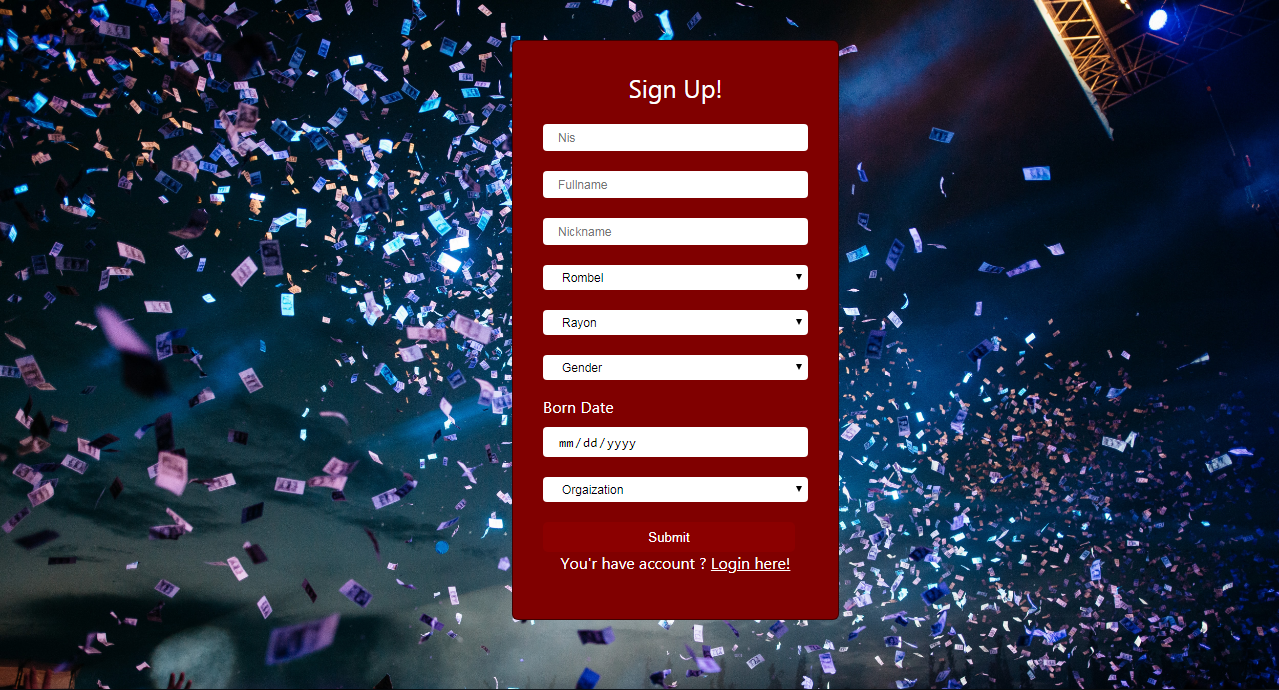 Sign Up!
Nis
Fullname
Nickname
Rombel
Rayon
Gender
Born Date
mm/dd/yyyy
Orgaization
Submit
You'r have account ? Login here!